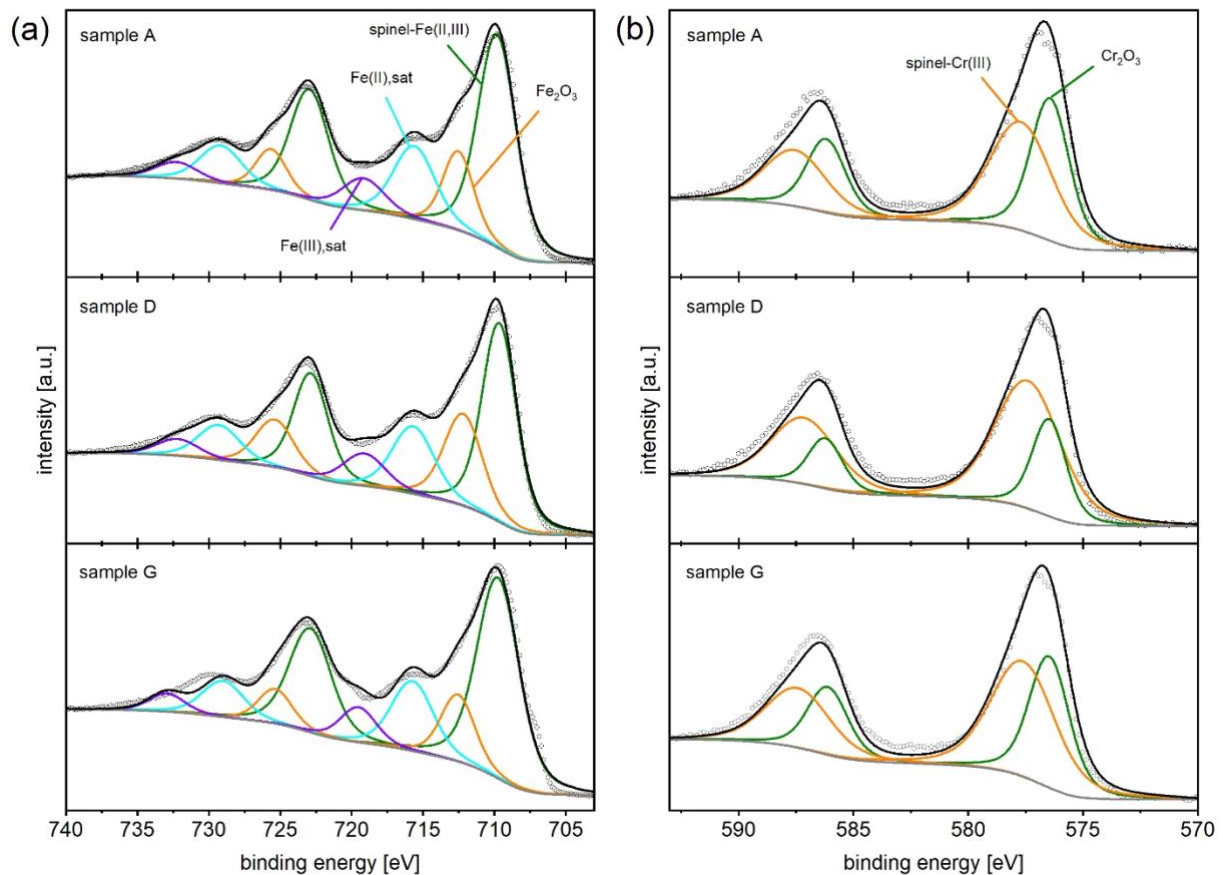 (a)
sample A
spinel-Fe(II,III)
Fe(II),sat
Fe₂O₃
Fe(III),sat
sample D
sample G
intensity [a.u.]
740 735 730 725 720 715 710 705
binding energy [eV]
(b)
sample A
spinel-Cr(III)
Cr₂O₃
sample D
sample G
intensity [a.u.]
590 585 580 575 570
binding energy [eV]